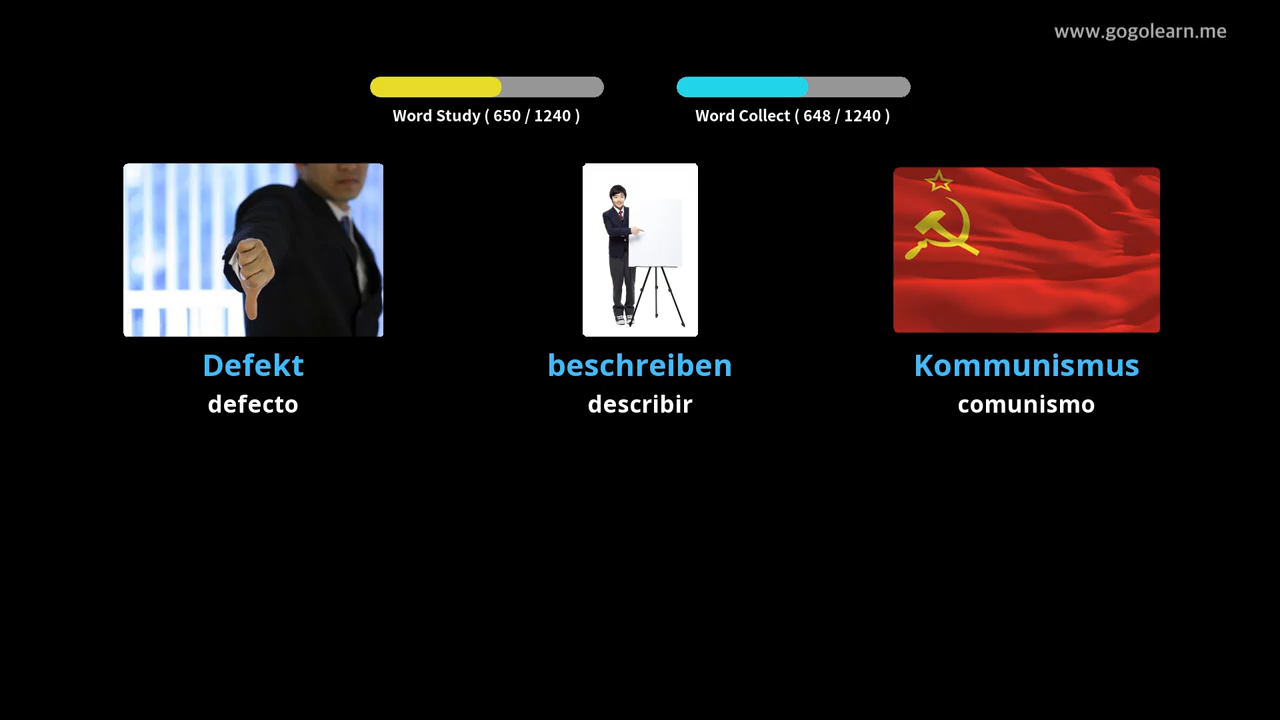 www.gogolearn.me
Word Study ( 650 / 1240 )
Word Collect ( 648 / 1240 )
Defekt
defecto
beschreiben
describir
Kommunismus
comunismo